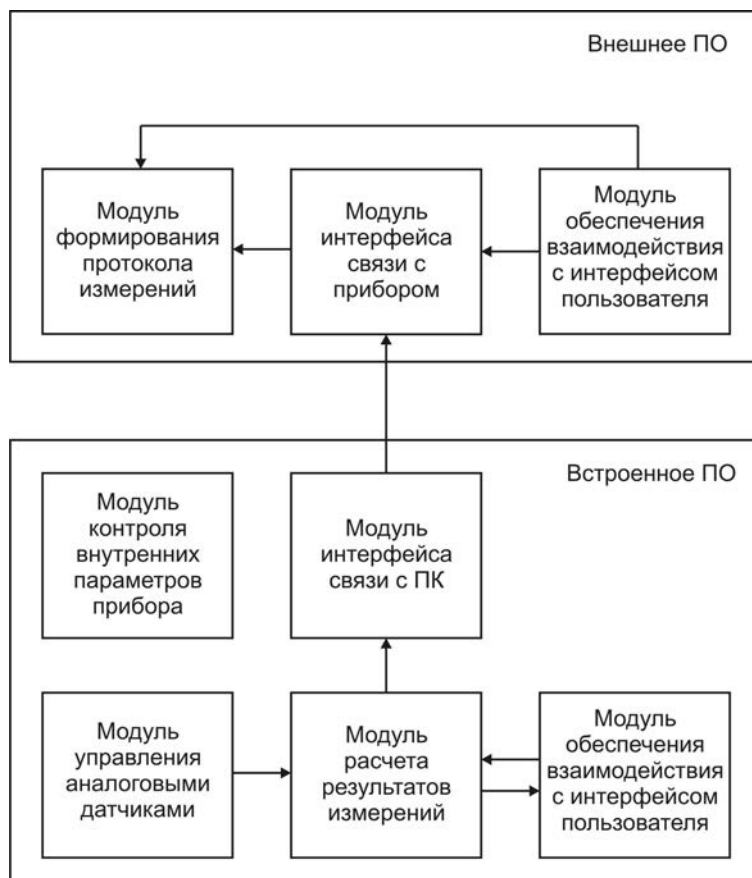 Внешнее ПО
Модуль
формирования
протокола
измерений
Модуль
интерфейса
связи с
прибором
Модуль
обеспечения
взаимодействия
с интерфейсом
пользователя
Встроенное ПО
Модуль
контроля
внутренних
параметров
прибора
Модуль
интерфейса
связи с ПК
Модуль
управления
аналоговыми
датчиками
Модуль
расчета
результатов
измерений
Модуль
обеспечения
взаимодействия
с интерфейсом
пользователя